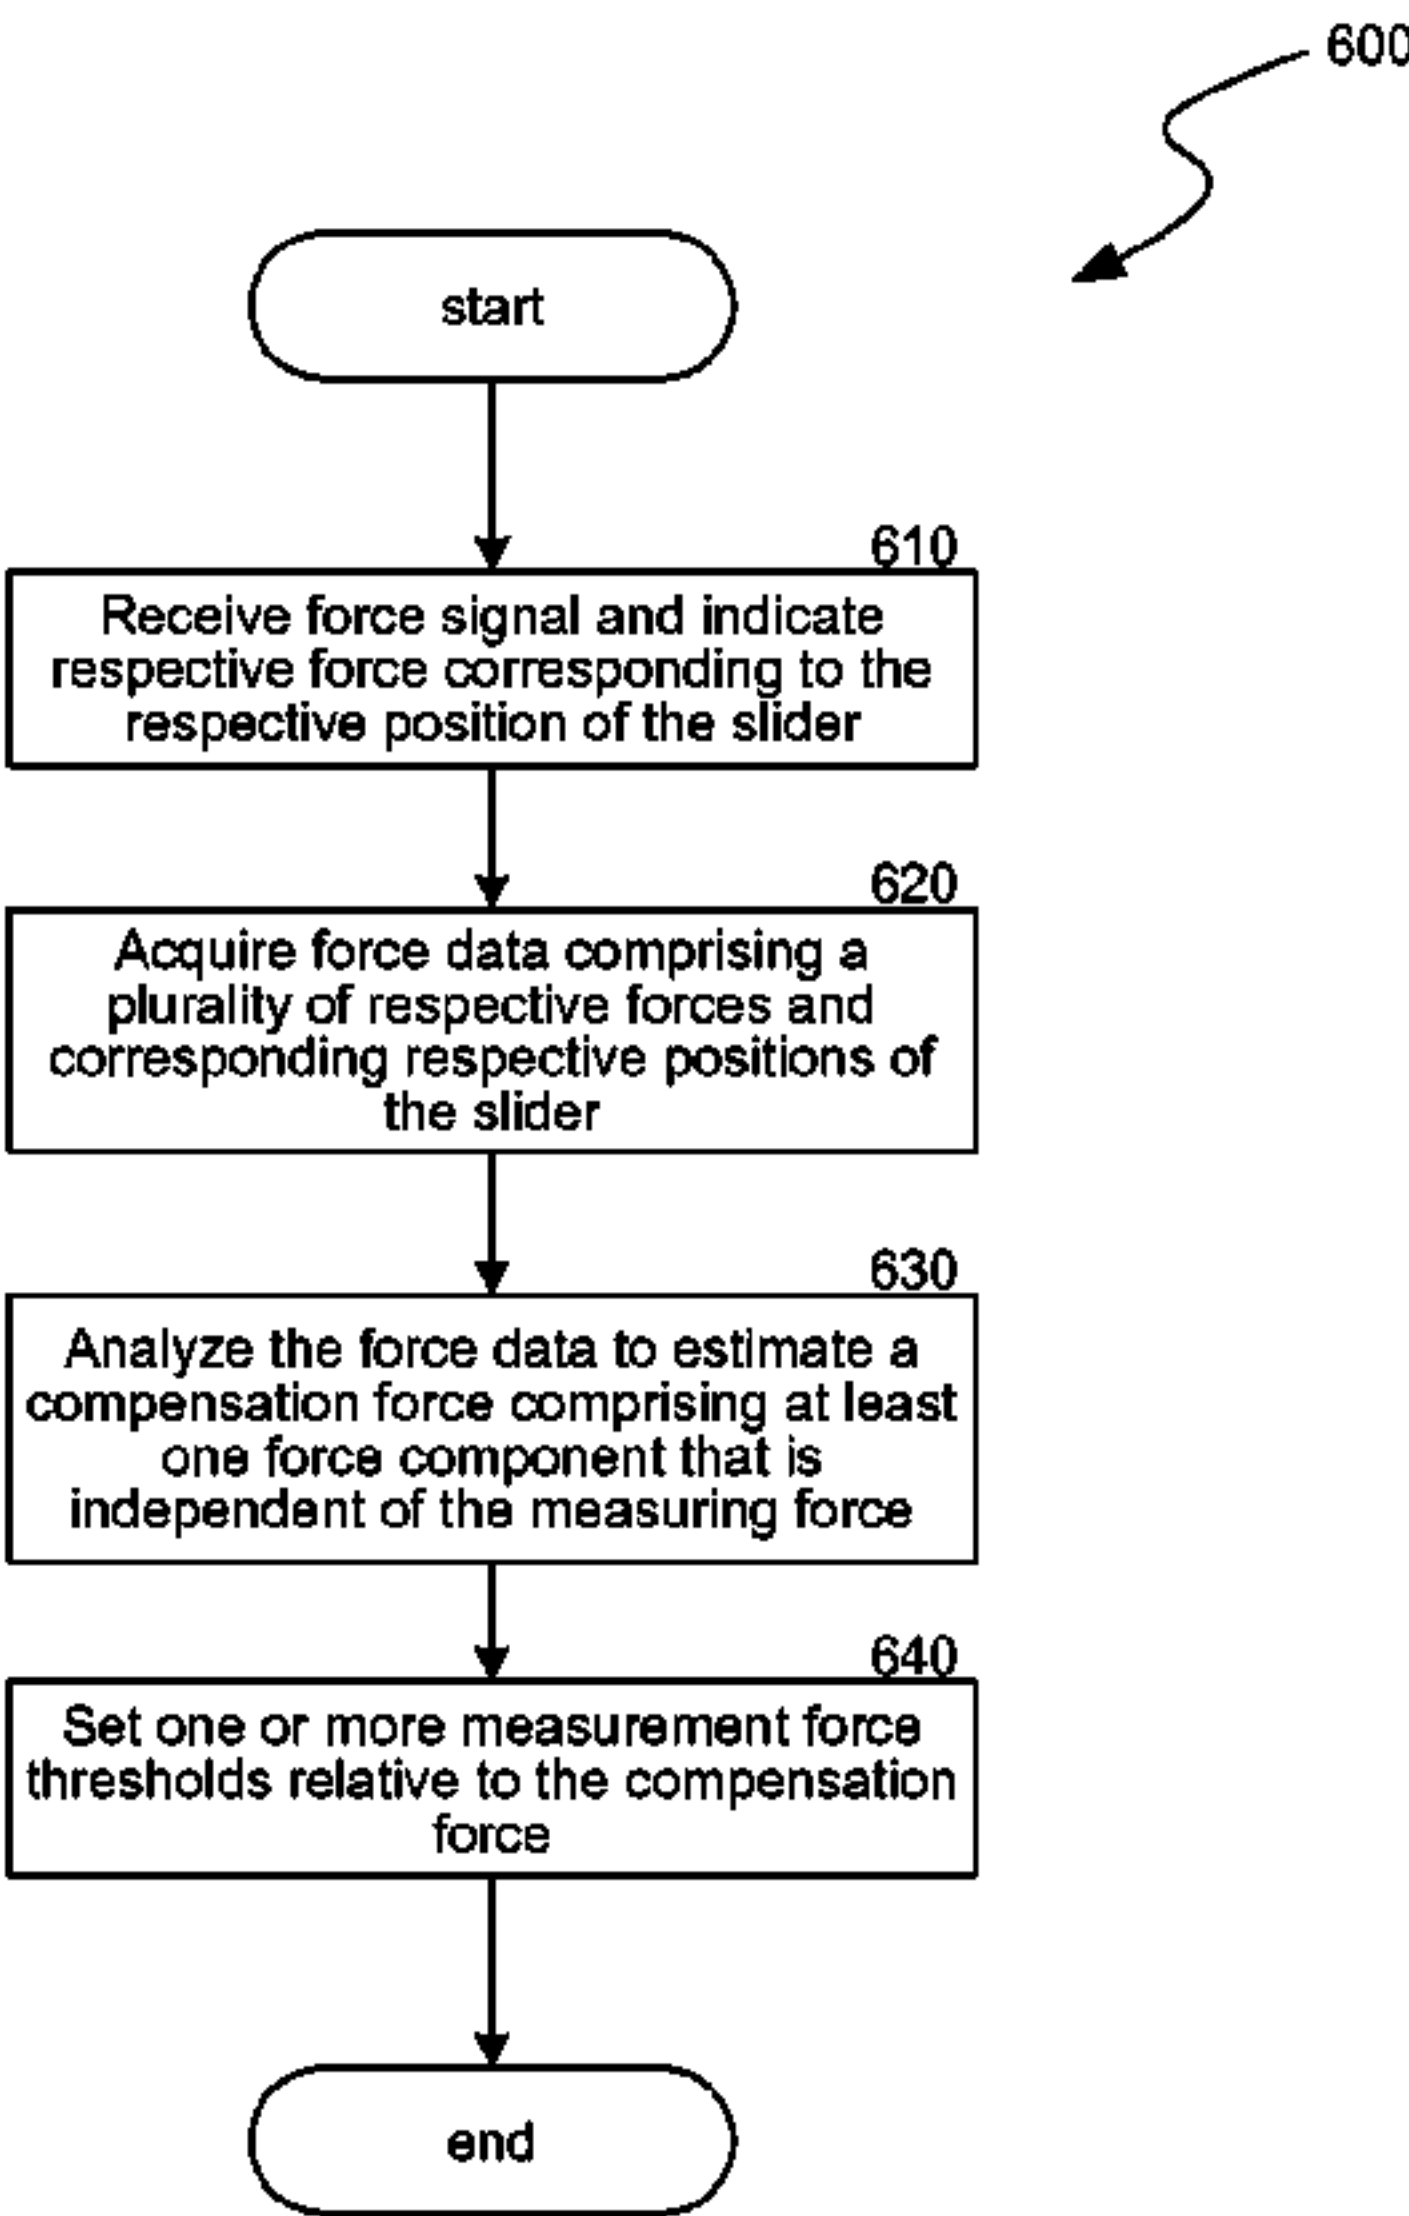 600
start
610
Receive force signal and indicate
respective force corresponding to the
respective position of the slider
620
Acquire force data comprising a
plurality of respective forces and
corresponding respective positions of
the slider
630
Analyze the force data to estimate a
compensation force comprising at least
one force component that is
independent of the measuring force
640
Set one or more measurement force
thresholds relative to the compensation
force
end